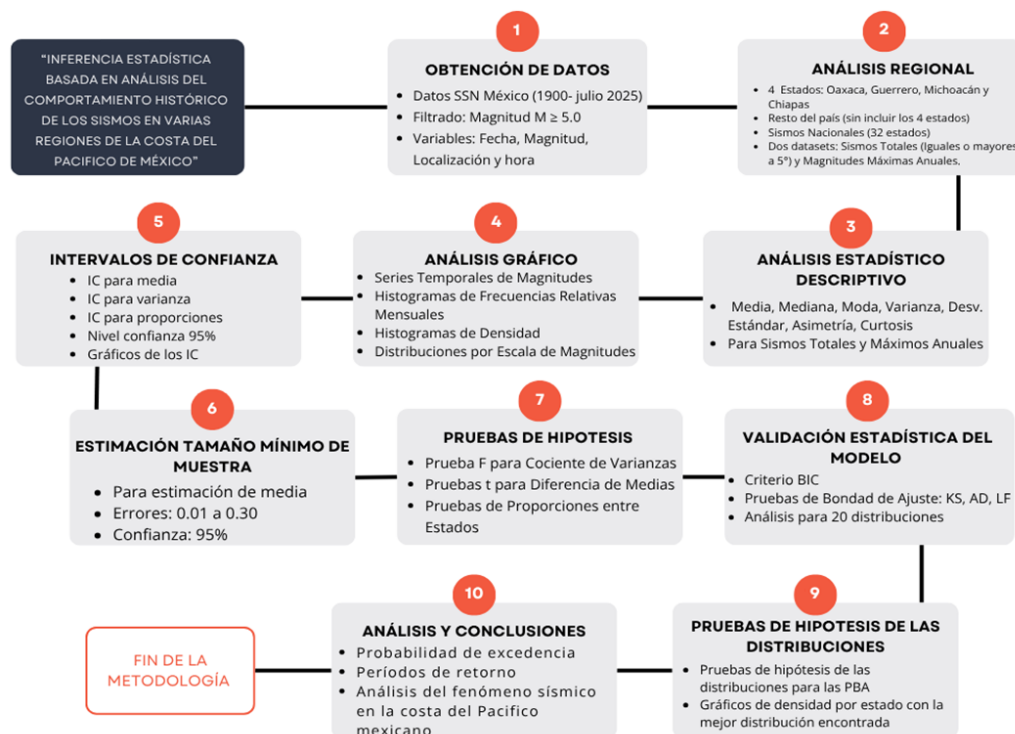 "INFERENCIA ESTADÍSTICA
BASADA EN ANÁLISIS DEL
COMPORTAMIENTO HISTÓRICO
DE LOS SISMOS EN VARIAS
REGIONES DE LA COSTA DEL
PACIFICO DE MÉXICO"
1
OBTENCIÓN DE DATOS
• Datos SSN México (1900- julio 2025)
• Filtrado: Magnitud M ≥ 5.0
• Variables: Fecha, Magnitud,
Localización y hora
2
ANÁLISIS REGIONAL
• 4 Estados: Oaxaca, Guerrero, Michoacán y
Chiapas
• Resto del país (sin incluir los 4 estados)
• Sismos Nacionales (32 estados)
• Dos datasets: Sismos Totales (Iguales o mayores
a 5°) y Magnitudes Máximas Anuales.
3
ANÁLISIS ESTADÍSTICO
DESCRIPTIVO
• Media, Mediana, Moda, Varianza, Desv.
Estándar, Asimetría, Curtosis
• Para Sismos Totales y Máximos Anuales
4
ANÁLISIS GRÁFICO
• Series Temporales de Magnitudes
• Histogramas de Frecuencias Relativas
Mensuales
• Histogramas de Densidad
• Distribuciones por Escala de Magnitudes
5
INTERVALOS DE CONFIANZA
• IC para media
• IC para varianza
• IC para proporciones
• Nivel confianza 95%
• Gráficos de los IC
6
ESTIMACIÓN TAMAÑO MÍNIMO DE
MUESTRA
• Para estimación de media
• Errores: 0.01 a 0.30
• Confianza: 95%
7
PRUEBAS DE HIPOTESIS
• Prueba F para Cociente de Varianzas
• Pruebas t para Diferencia de Medias
• Pruebas de Proporciones entre
Estados
8
VALIDACIÓN ESTADÍSTICA DEL
MODELO
• Criterio BIC
• Pruebas de Bondad de Ajuste: KS, AD, LF
• Análisis para 20 distribuciones
9
PRUEBAS DE HIPOTESIS DE LAS
DISTRIBUCIONES
• Pruebas de hipótesis de las
distribuciones para las PBA
• Gráficos de densidad por estado con la
mejor distribución encontrada
10
ANÁLISIS Y CONCLUSIONES
• Probabilidad de excedencia
• Períodos de retorno
• Análisis del fenómeno sísmico
en la costa del Pacifico
mexicano
FIN DE LA
METODOLOGÍA